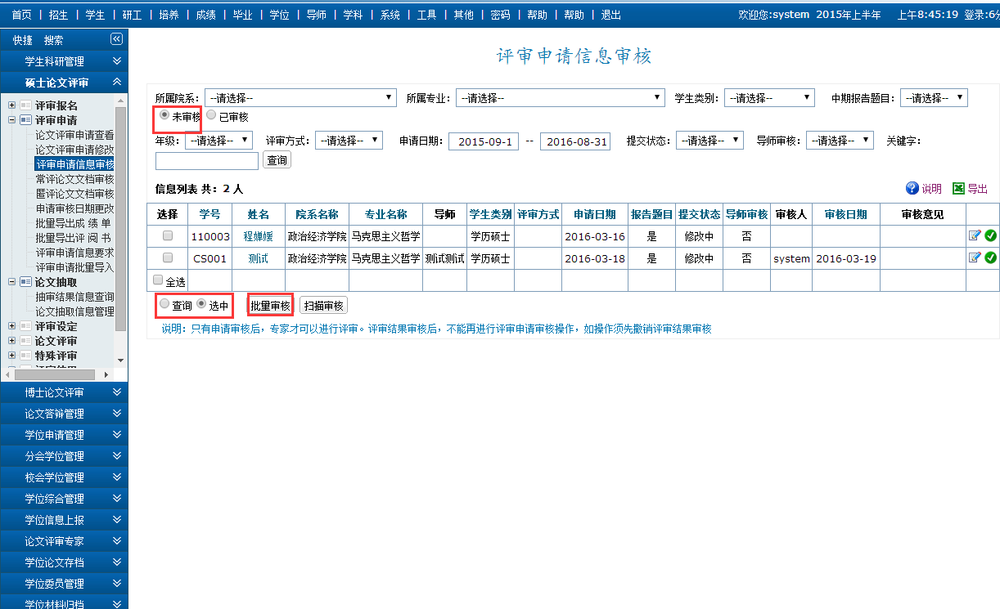 首页 | 招生 | 学生 | 研工 | 培养 | 成绩 | 毕业 | 学位 | 导师 | 学科 | 系统 | 工具 | 其他 | 密码 | 帮助 | 帮助 | 退出
欢迎您:system 2015年上半年 上午8:45:19 登录:6
快捷 搜索
学生科研管理
硕士论文评审
评审报名
评审申请
论文评审申请查看
论文评审申请修改
评审申请信息审核
常评论文文档审核
匿评论文文档审核
申请审核日期更改
批量导出成 绩 单
批量导出评 阅 书
评审申请信息要求
评审申请批量导入
论文抽取
抽审结果信息查询
论文抽取信息管理
评审设定
论文评审
特殊评审
博士论文评审
论文答辩管理
学位申请管理
分会学位管理
校会学位管理
学位综合管理
学位信息上报
论文评审专家
学位论文存档
学位委员管理
学位材料归档
评审申请信息审核
所属院系: --请选择-- 所属专业: --请选择-- 学生类别: --请选择-- 中期报告题目: --请选择--
未审核 已审核
年级: --请选择-- 评审方式: --请选择-- 申请日期: 2015-09-1 -- 2016-08-31 提交状态: --请选择-- 导师审核: --请选择-- 关键字:
查询
信息列表 共: 2 人 说明 导出
选择 学号 姓名 院系名称 专业名称 导师 学生类别 评审方式 申请日期 报告题目 提交状态 导师审核 审核人 审核日期 审核意见
110003 程婵媛 政治经济学院 马克思主义哲学 学历硕士 2016-03-16 是 修改中 否
CS001 测试 政治经济学院 马克思主义哲学 测试测试 学历硕士 2016-03-18 是 修改中 否 system 2016-03-19
全选
查询 选中 批量审核 扫描审核
说明: 只有申请审核后, 专家才可以进行评审。评审结果审核后, 不能再进行评审申请审核操作, 如操作须先撤销评审结果审核